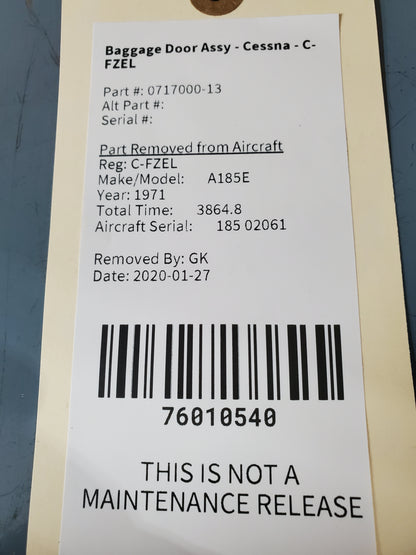 Baggage Door Assy - Cessna - C-
FZEL
Part #: 0717000-13
Alt Part #:
Serial #:
Part Removed from Aircraft
Reg: C-FZEL
Make/Model: A185E
Year: 1971
Total Time: 3864.8
Aircraft Serial: 185 02061
Removed By: GK
Date: 2020-01-27
76010540
THIS IS NOT A
MAINTENANCE RELEASE